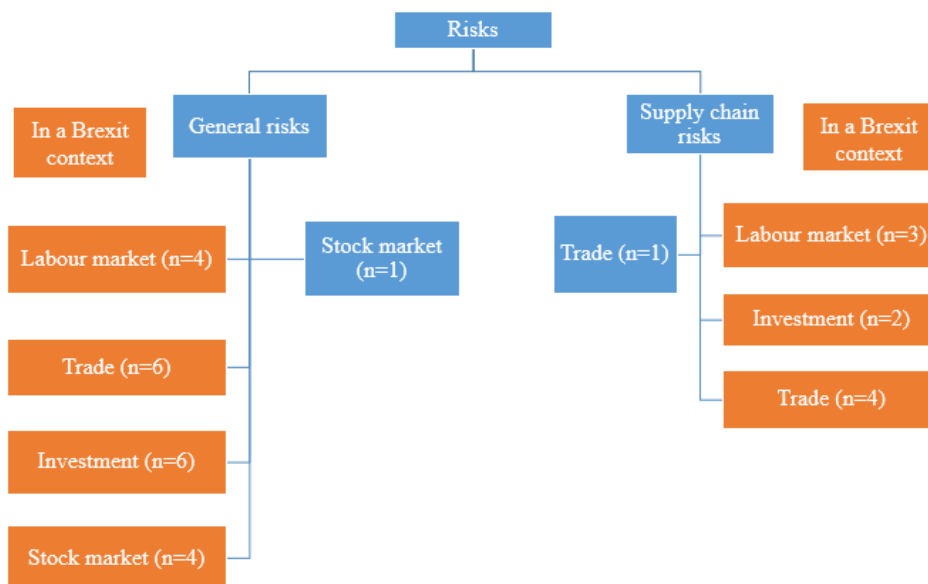 Risks
General risks
Supply chain
risks
In a Brexit
context
In a Brexit
context
Labour market (n=4)
Stock market
(n=1)
Trade (n=1)
Labour market (n=3)
Investment (n=2)
Trade (n=6)
Trade (n=4)
Investment (n=6)
Stock market (n=4)